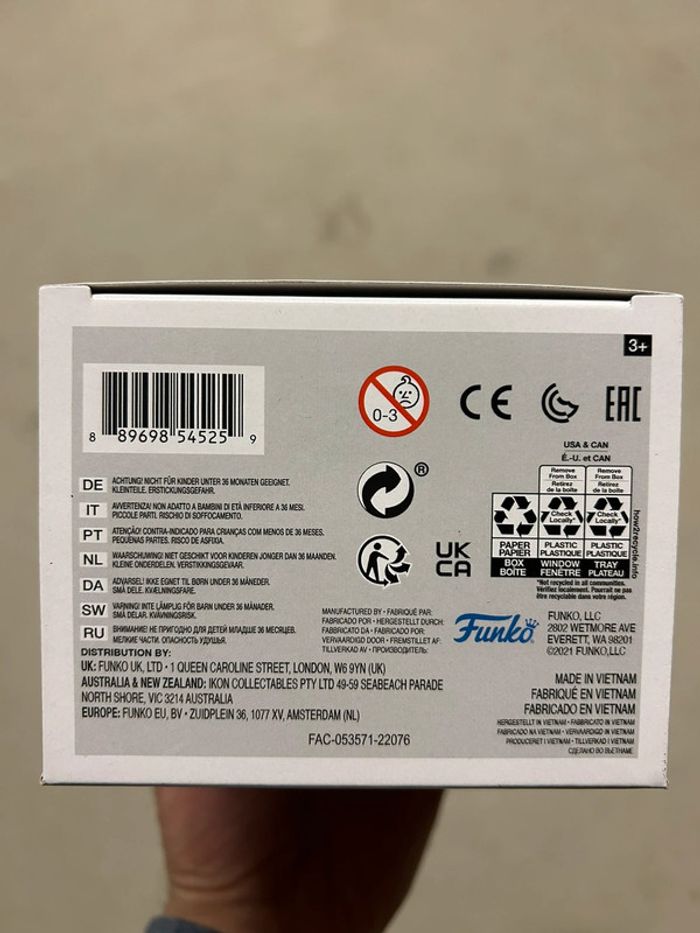 3+
8 89698 54525 9
0-3
CE
EAC
USA & CAN
É.-U. et CAN
Remove From Box
Retirez de la boîte
Remove From Box
Retirez de la boîte
Check Locally*
Check Locally*
PAPER
PAPIER
BOX
BOÎTE
PLASTIC
PLASTIQUE
WINDOW
FENÊTRE
PLASTIC
PLASTIQUE
TRAY
PLATEAU
how2recycle.info
*Not recycled in all communities.
Vérifiez localement. Pourrait ne pas
être recyclable dans votre région.
®
UK
CA
DE ACHTUNG! NICHT FÜR KINDER UNTER 36 MONATEN GEEIGNET.
KLEINTEILE. ERSTICKUNGSGEFAHR.
IT AVVERTENZA! NON ADATTO A BAMBINI DI ETÀ INFERIORE A 36 MESI.
PICCOLE PARTI. RISCHIO DI SOFFOCAMENTO.
PT ATENÇÃO! CONTRA-INDICADO PARA CRIANÇAS COM MENOS DE 36 MESES.
PEQUENAS PARTES. RISCO DE ASFIXIA.
NL WAARSCHUWING! NIET GESCHIKT VOOR KINDEREN JONGER DAN 36 MAANDEN.
KLEINE ONDERDELEN. VERSTIKKINGSGEVAAR.
DA ADVARSEL! IKKE EGNET TIL BØRN UNDER 36 MÅNEDER.
SMÅ DELE. KVÆLNINGSFARE.
SW VARNING! INTE LÄMPLIG FÖR BARN UNDER 36 MÅNADER.
SMÅ DELAR. KVÄVNINGSRISK.
RU ВНИМАНИЕ! НЕ ПРИГОДНО ДЛЯ ДЕТЕЙ МЛАДШЕ 36 МЕСЯЦЕВ.
МЕЛКИЕ ЧАСТИ. ОПАСНОСТЬ УДУШЬЯ.
MANUFACTURED BY • FABRIQUÉ PAR:
FABRICADO POR • HERGESTELLT DURCH:
FABBRICATO DA • FABRICADO POR:
VERVAARDIGD DOOR • FREMSTILLET AF:
TILLVERKAD AV • ПРОИЗВОДИТЕЛЬ:
Funko
FUNKO, LLC
2802 WETMORE AVE
EVERETT, WA 98201
©2021 FUNKO,LLC
DISTRIBUTION BY:
UK: FUNKO UK, LTD • 1 QUEEN CAROLINE STREET, LONDON, W6 9YN (UK)
AUSTRALIA & NEW ZEALAND: IKON COLLECTABLES PTY LTD 49-59 SEABEACH PARADE
NORTH SHORE, VIC 3214 AUSTRALIA
EUROPE: FUNKO EU, BV • ZUIDPLEIN 36, 1077 XV, AMSTERDAM (NL)
MADE IN VIETNAM
FABRIQUÉ EN VIETNAM
FABRICADO EN VIETNAM
HERGESTELLT IN VIETNAM • FABBRICATO IN VIETNAM
FABRICADO NA VIETNAM • VERVAARDIGD IN VIETNAM
PRODUCERET I VIETNAM • TILLVERKAD I VIETNAM
СДЕЛАНО ВО ВЬЕТНАМЕ
FAC-053571-22076